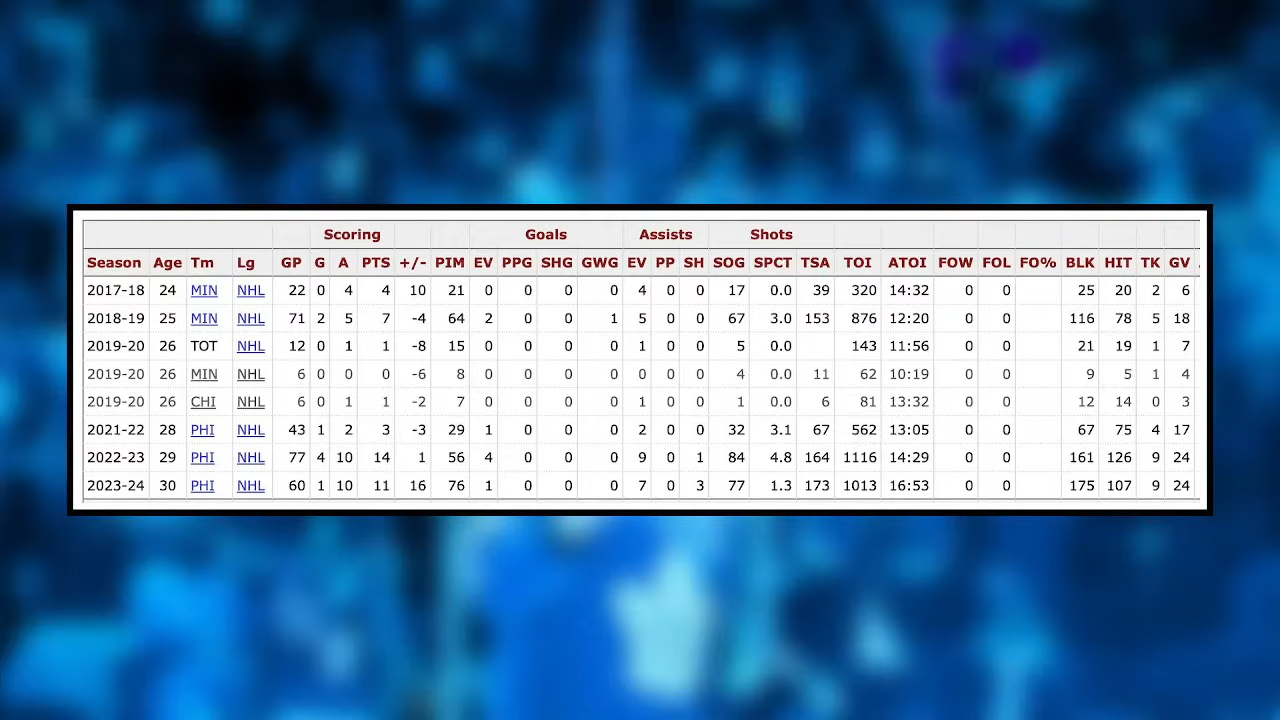 Scoring Goals Assists Shots
Season Age Tm Lg GP G A PTS +/- PIM EV PPG SHG GWG EV PP SH SOG SPCT TSA TOI ATOI FOW FOL FO% BLK HIT TK GV
2017-18 24 MIN NHL 22 0 4 4 10 21 0 0 0 0 4 0 0 17 0.0 39 320 14:32 0 0 25 20 2 6
2018-19 25 MIN NHL 71 2 5 7 -4 64 2 0 0 1 5 0 0 67 3.0 153 876 12:20 0 0 116 78 5 18
2019-20 26 TOT NHL 12 0 1 1 -8 15 0 0 0 0 1 0 0 5 0.0 143 11:56 0 0 21 19 1 7
2019-20 26 MIN NHL 6 0 0 0 -6 8 0 0 0 0 0 0 0 4 0.0 11 62 10:19 0 0 9 5 1 4
2019-20 26 CHI NHL 6 0 1 1 -2 7 0 0 0 0 1 0 0 1 0.0 6 81 13:32 0 0 12 14 0 3
2021-22 28 PHI NHL 43 1 2 3 -3 29 1 0 0 0 2 0 0 32 3.1 67 562 13:05 0 0 67 75 4 17
2022-23 29 PHI NHL 77 4 10 14 1 56 4 0 0 0 9 0 1 84 4.8 164 1116 14:29 0 0 161 126 9 24
2023-24 30 PHI NHL 60 1 10 11 16 76 1 0 0 0 7 0 3 77 1.3 173 1013 16:53 0 0 175 107 9 24